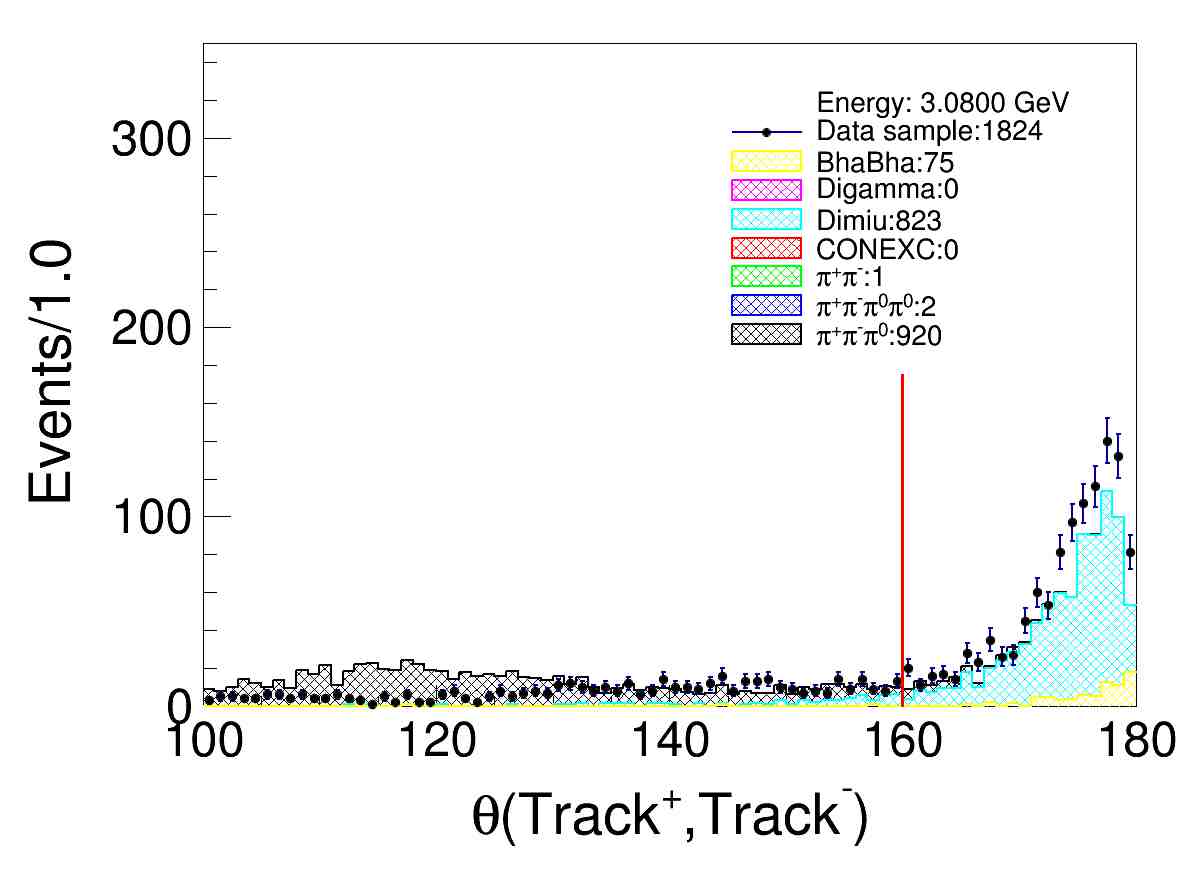 Energy: 3.0800 GeV
Data sample:1824
BhaBha:75
Digamma:0
Dimiu:823
CONEXC:0
π⁺π⁻:1
π⁺π⁻π⁰π⁰:2
π⁺π⁻π⁰:920
Events/1.0
300
200
100
0
100 120 140 160 180
θ(Track⁺,Track⁻)